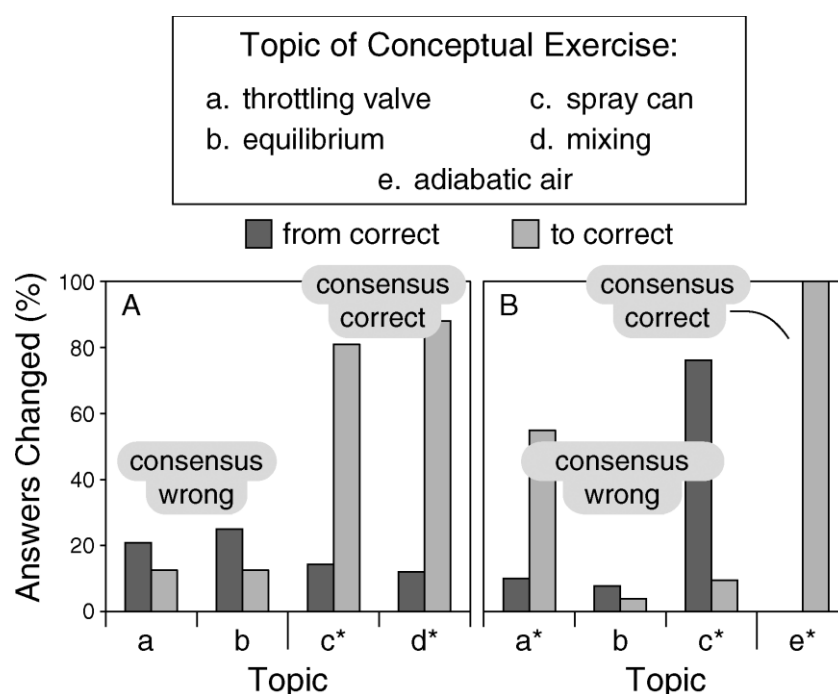 Topic of Conceptual Exercise:
a. throttling valve c. spray can
b. equilibrium d. mixing
e. adiabatic air
from correct to correct
Answers Changed (%)
100
80
60
40
20
0
A
consensus
correct
consensus
wrong
a b c* d*
Topic
B
consensus
correct
consensus
wrong
a* b c* e*
Topic